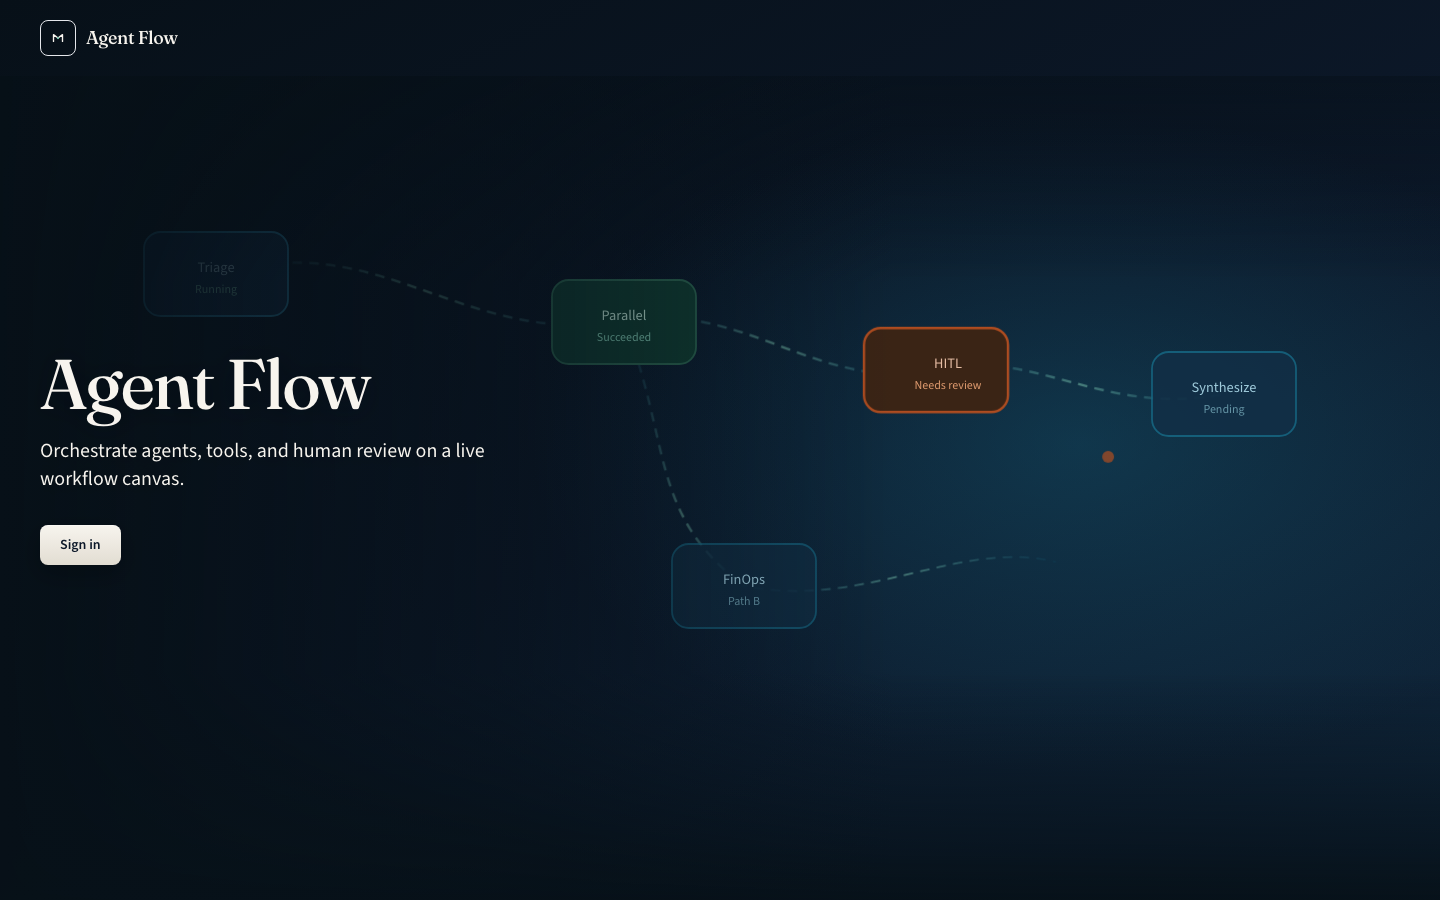 Agent Flow
Triage
Running
Parallel
Succeeded
HITL
Needs review
Synthesize
Pending
Agent Flow
Orchestrate agents, tools, and human review on a live
workflow canvas.
Sign in
FinOps
Path B